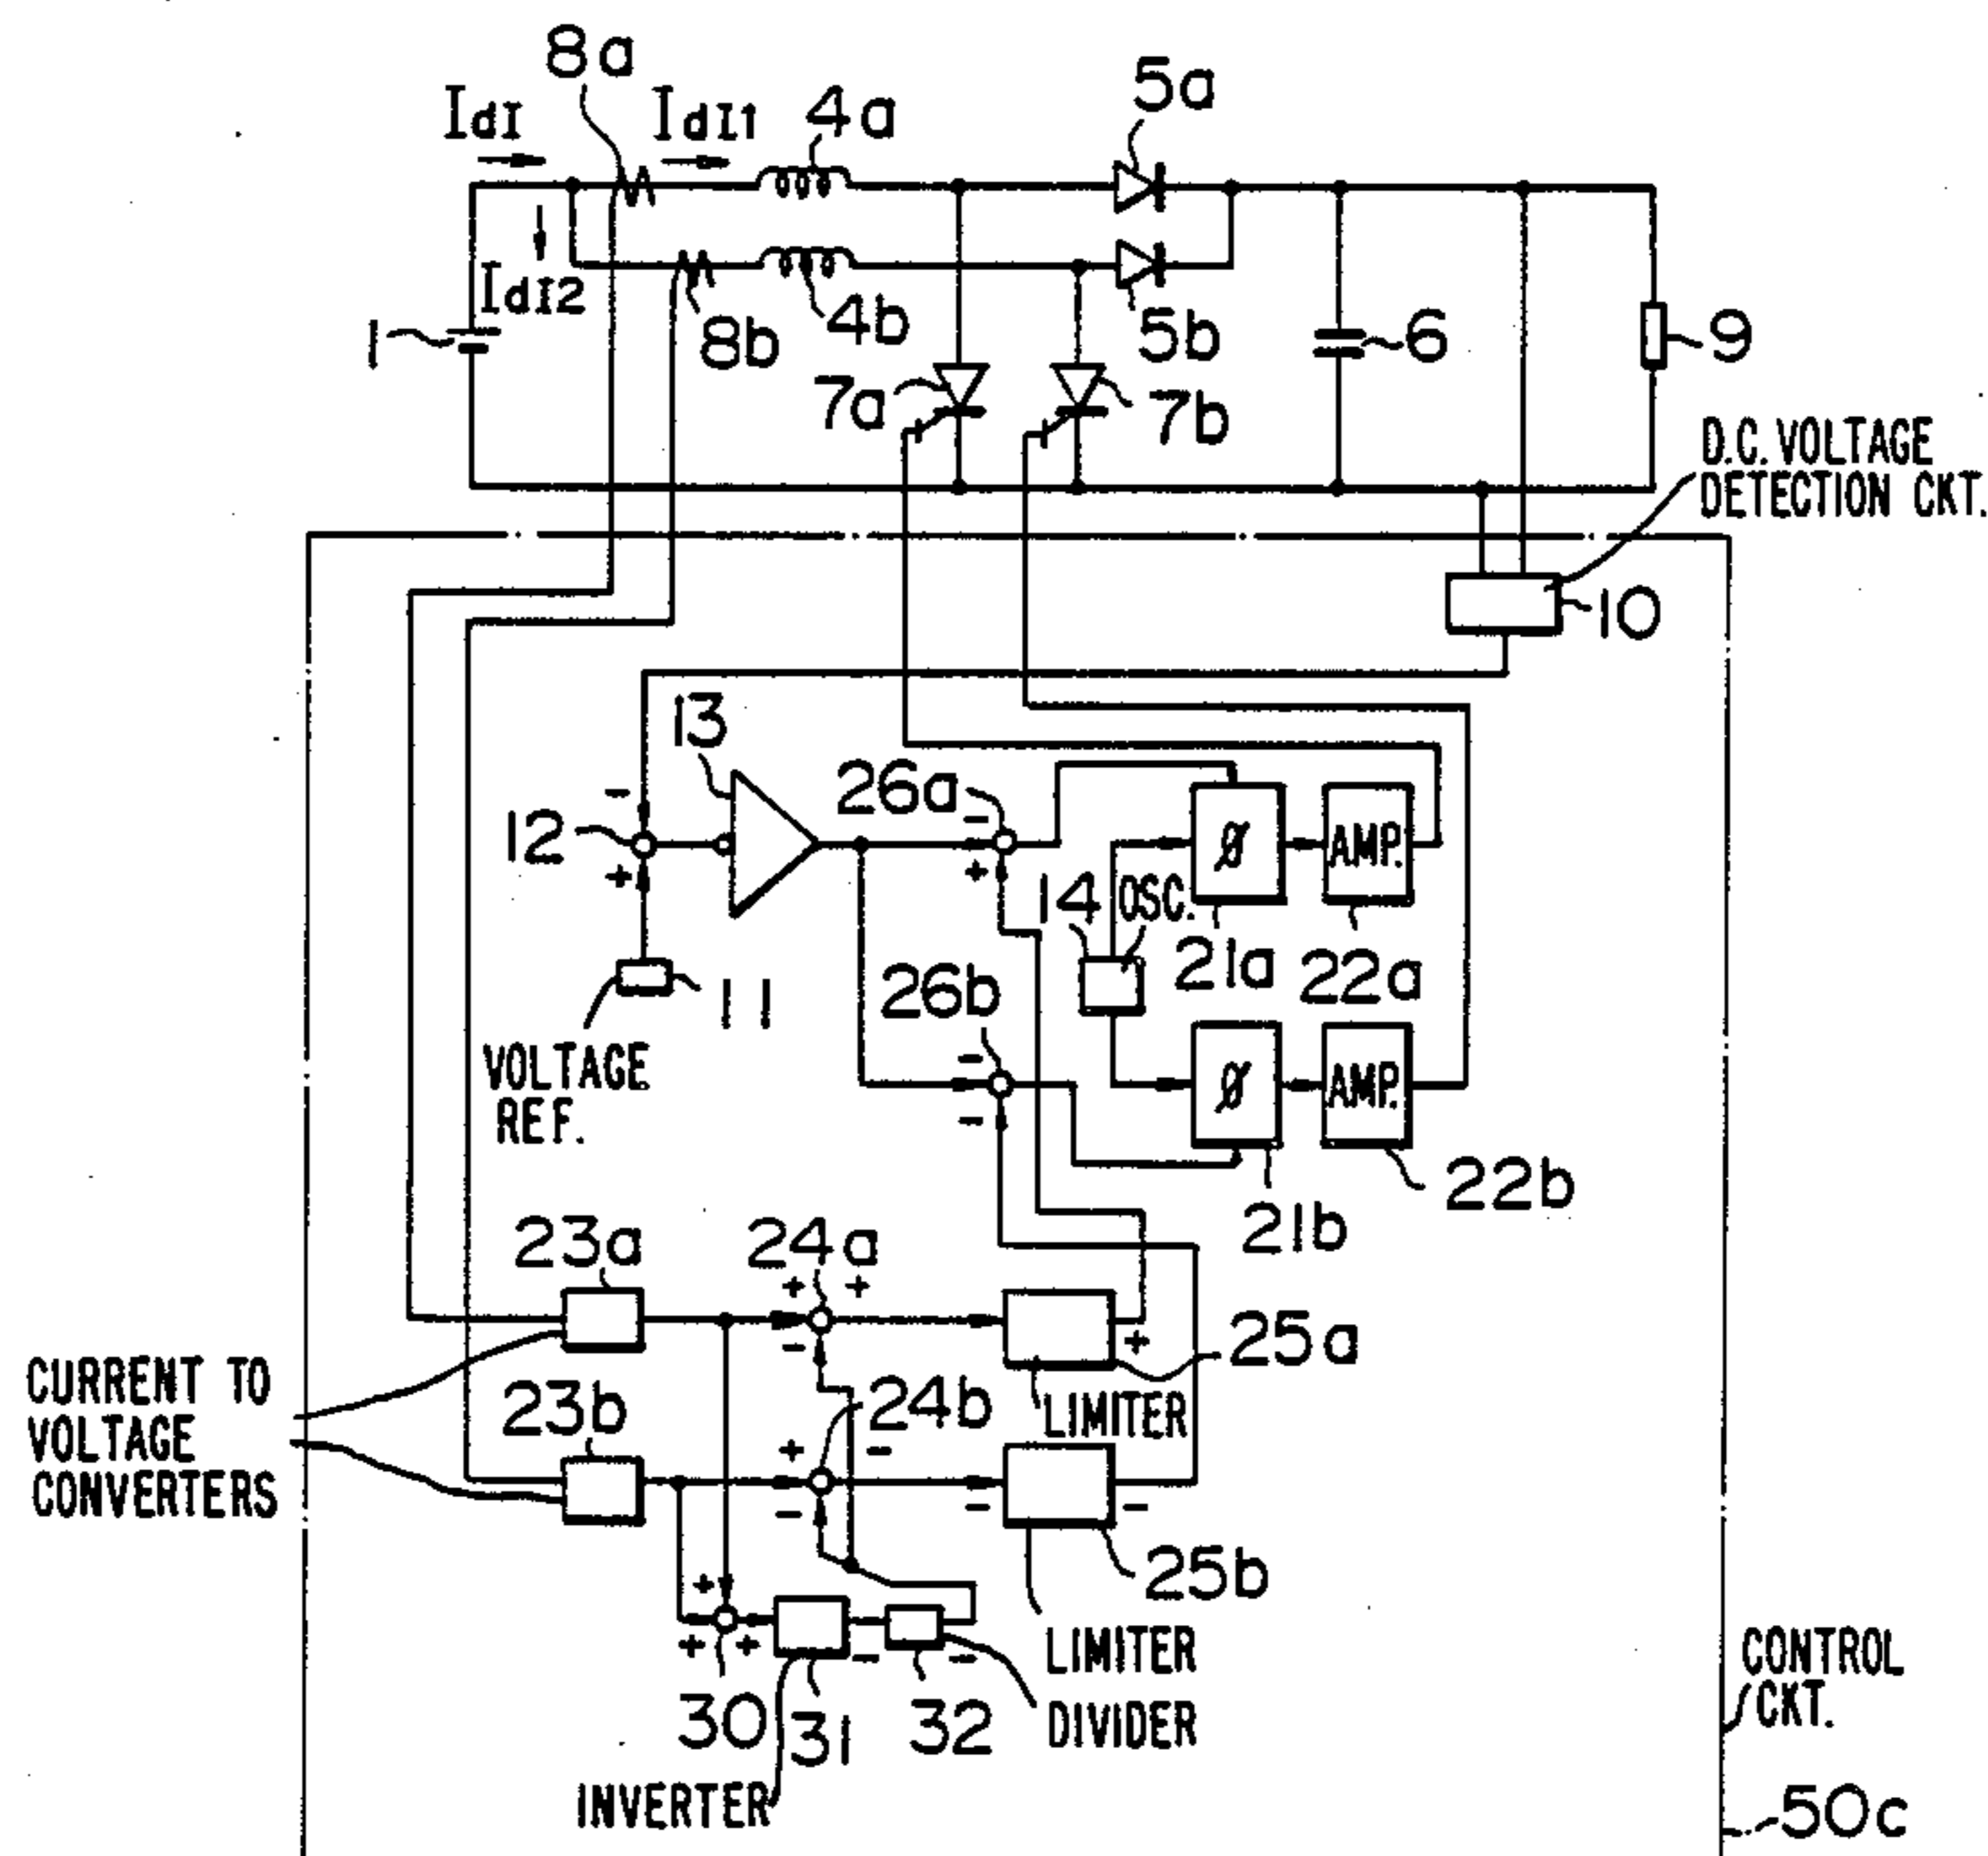 8a
IdI
IdI1
4a
5a
IdI2
1
8b
4b
5b
6
9
7a
7b
D.C. VOLTAGE
DETECTION CKT.
10
13
26a
-
-
12
+
+
Ø
AMP.
14
OSC.
21a
22a
11
26b
VOLTAGE
REF.
-
-
Ø
AMP.
22b
21b
23a
24a
+ +
-
+
25a
CURRENT TO
VOLTAGE
CONVERTERS
LIMITER
23b
24b
+ -
- - -
25b
+
+ + - -
LIMITER
CONTROL
CKT.
30
31
32
DIVIDER
INVERTER
50c